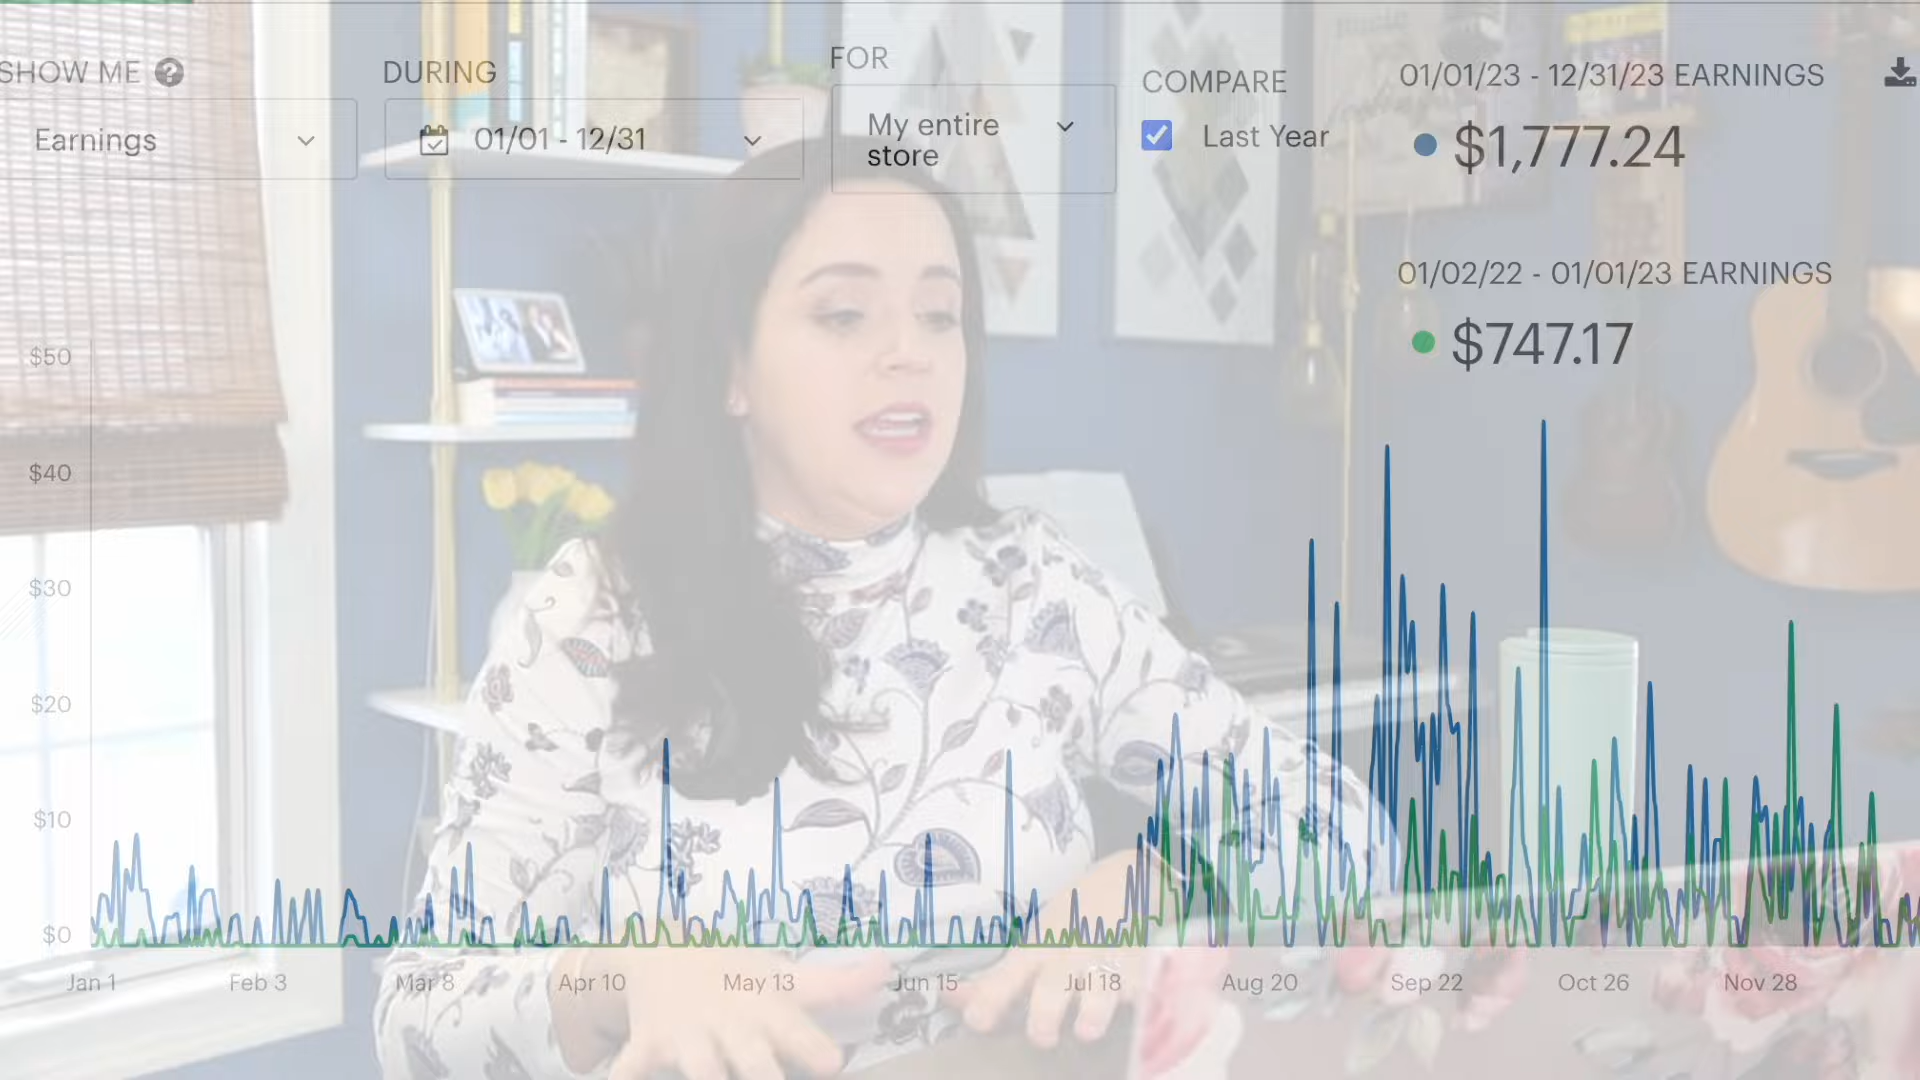 SHOW ME ?
DURING
FOR
COMPARE
01/01/23 - 12/31/23 EARNINGS
Earnings
01/01 - 12/31
My entire
store
Last Year
$1,777.24
01/02/22 - 01/01/23 EARNINGS
$747.17
$50
$40
$30
$20
$10
$0
Jan 1
Feb 3
Mar 8
Apr 10
May 13
Jun 15
Jul 18
Aug 20
Sep 22
Oct 26
Nov 28